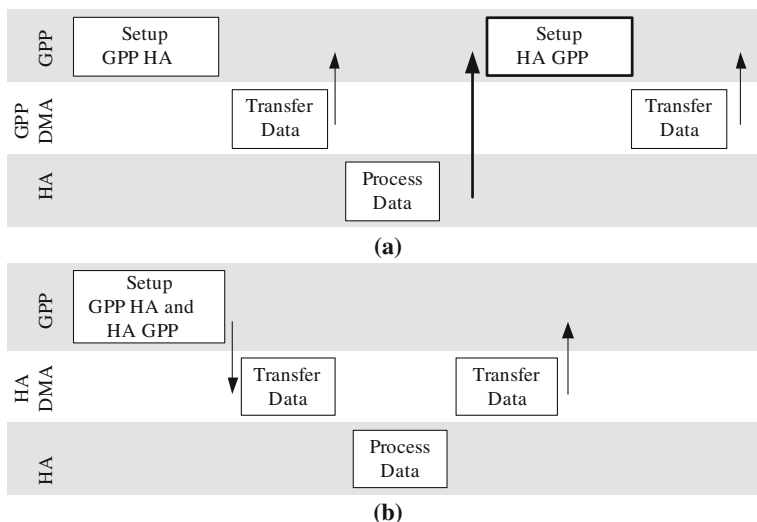 GPP
Setup
GPP HA
Setup
HA GPP
GPP
DMA
Transfer
Data
Transfer
Data
HA
Process
Data
(a)
GPP
Setup
GPP HA and
HA GPP
HA
DMA
Transfer
Data
Transfer
Data
HA
Process
Data
(b)